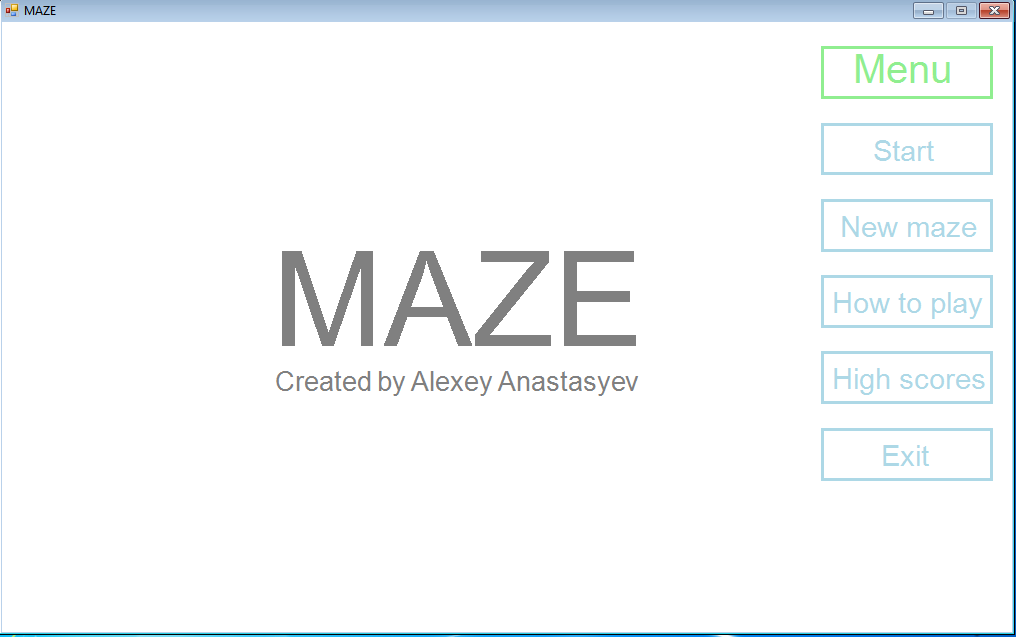 MAZE
Menu
Start
New maze
How to play
High scores
Exit
MAZE
Created by Alexey Anastasyev